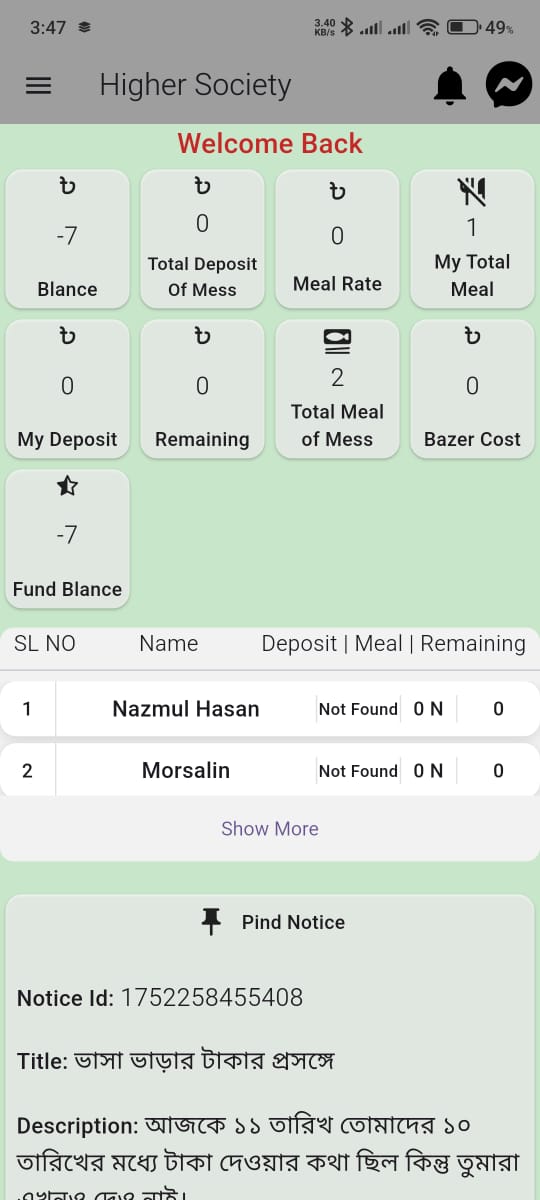 3:47
3.40 KB/s
49%
Higher Society
Welcome Back
৳ ৳ ৳
-7 0 0 1
Blance
Total Deposit Of Mess
Meal Rate
My Total Meal
৳ ৳ ৳
0 0 2 0
My Deposit
Remaining
Total Meal of Mess
Bazer Cost
-7
Fund Blance
SL NO Name Deposit | Meal | Remaining
1 Nazmul Hasan Not Found 0 N 0
2 Morsalin Not Found 0 N 0
Show More
Pind Notice
Notice Id: 1752258455408
Title: ভাসা ভাড়ার টাকার প্রসঙ্গে
Description: আজকে ১১ তারিখ তোমাদের ১০
তারিখের মধ্যে টাকা দেওয়ার কথা ছিল কিন্তু তুমারা
এখনও দেও নাই।